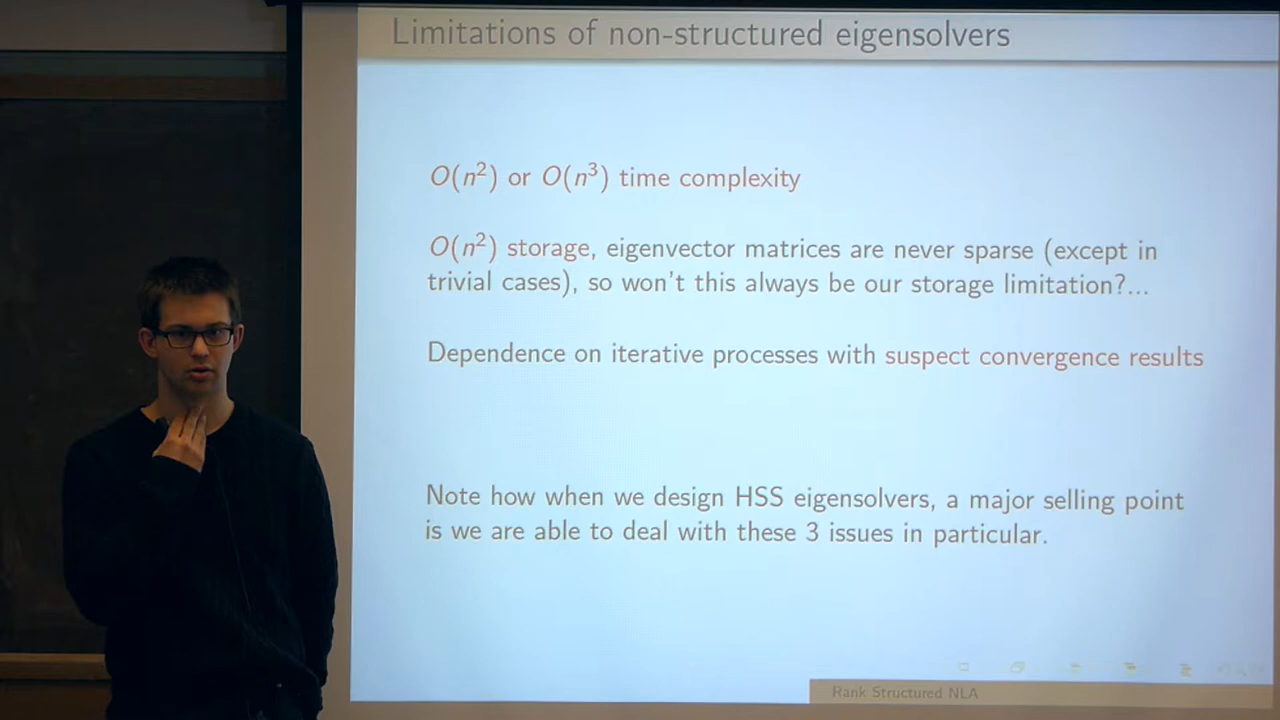 Limitations of non-structured eigensolvers
O(n²) or O(n³) time complexity
O(n²) storage, eigenvector matrices are never sparse (except in
trivial cases), so won't this always be our storage limitation?...
Dependence on iterative processes with suspect convergence results
Note how when we design HSS eigensolvers, a major selling point
is we are able to deal with these 3 issues in particular.
Rank Structured NLA